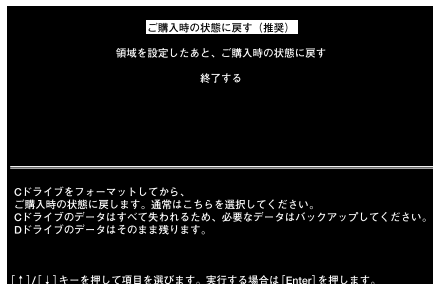 ご購入時の状態に戻す（推奨）
領域を設定したあと、ご購入時の状態に戻す
終了する
Cドライブをフォーマットしてから、
ご購入時の状態に戻します。通常はこちらを選択してください。
Cドライブのデータはすべて失われるため、必要なデータはバックアップしてください。
Dドライブのデータはそのまま残ります。
[↑]/[↓]キーを押して項目を選びます。実行する場合は[Enter]を押します。